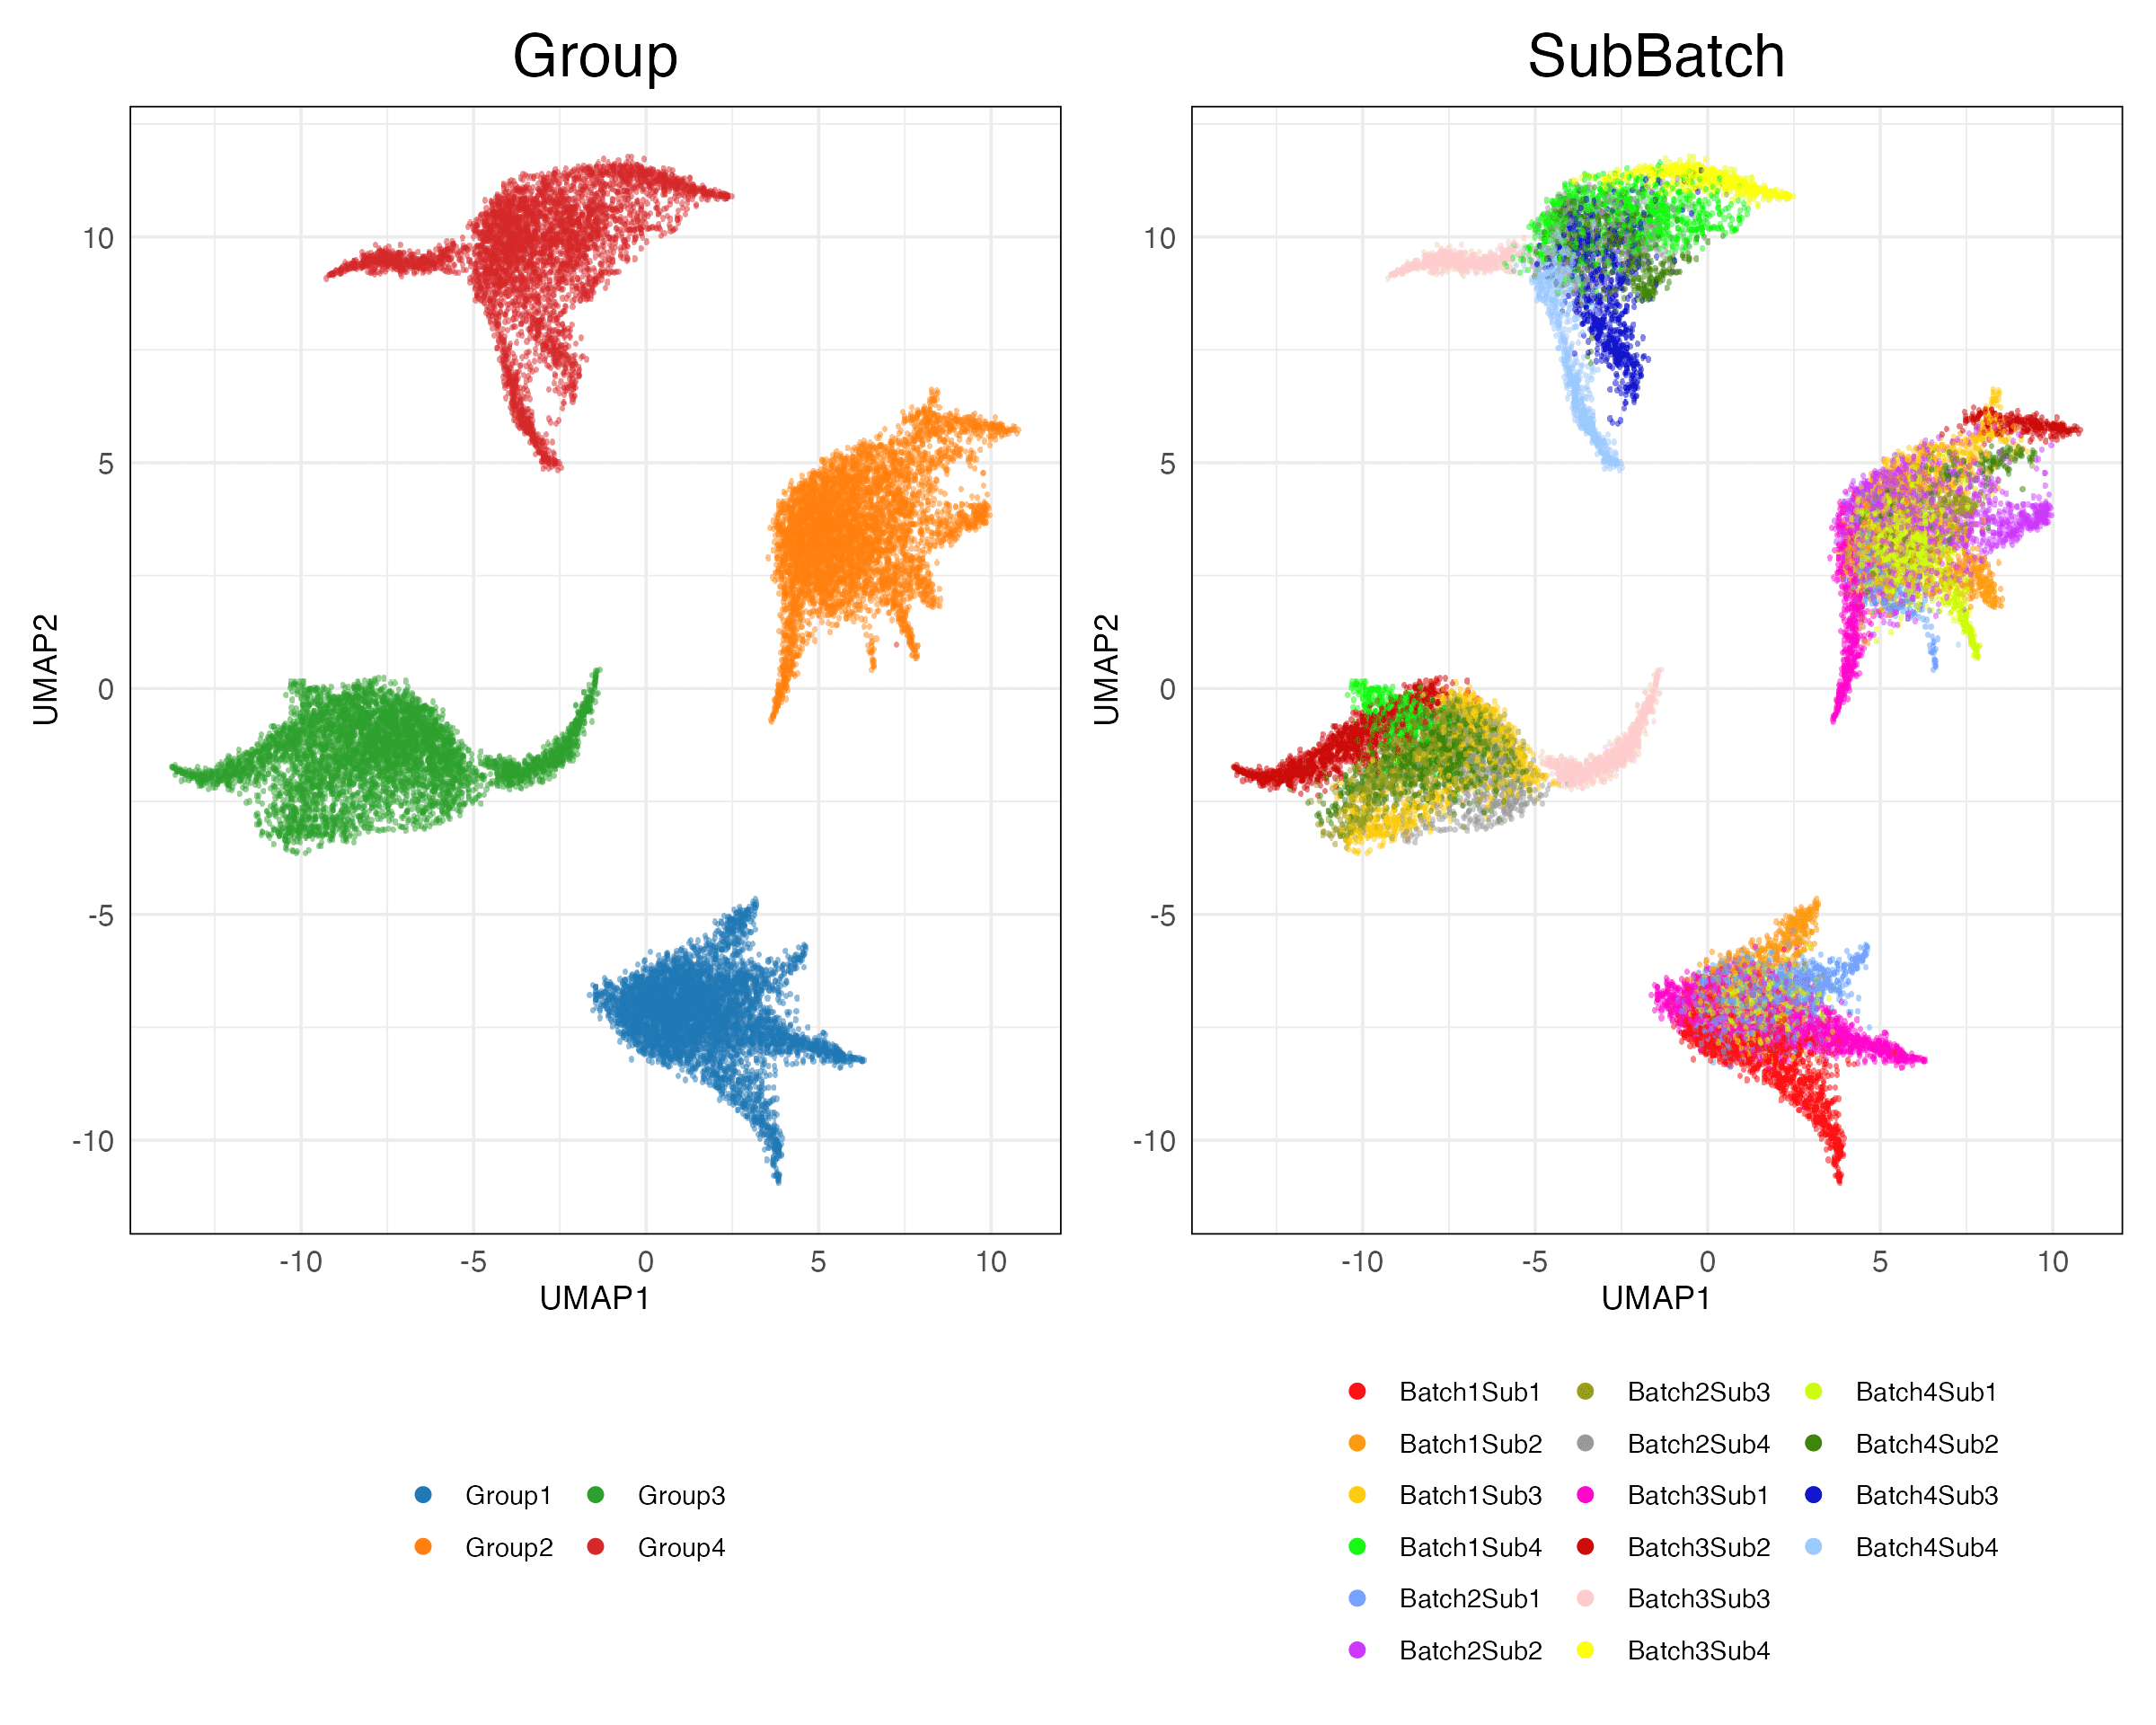 Group
SubBatch
UMAP2
10
5
0
-5
-10
-10 -5 0 5 10
UMAP1
UMAP2
10
5
0
-5
-10
-10 -5 0 5 10
UMAP1
Group1 Group3
Group2 Group4
Batch1Sub1 Batch2Sub3 Batch4Sub1
Batch1Sub2 Batch2Sub4 Batch4Sub2
Batch1Sub3 Batch3Sub1 Batch4Sub3
Batch1Sub4 Batch3Sub2 Batch4Sub4
Batch2Sub1 Batch3Sub3
Batch2Sub2 Batch3Sub4